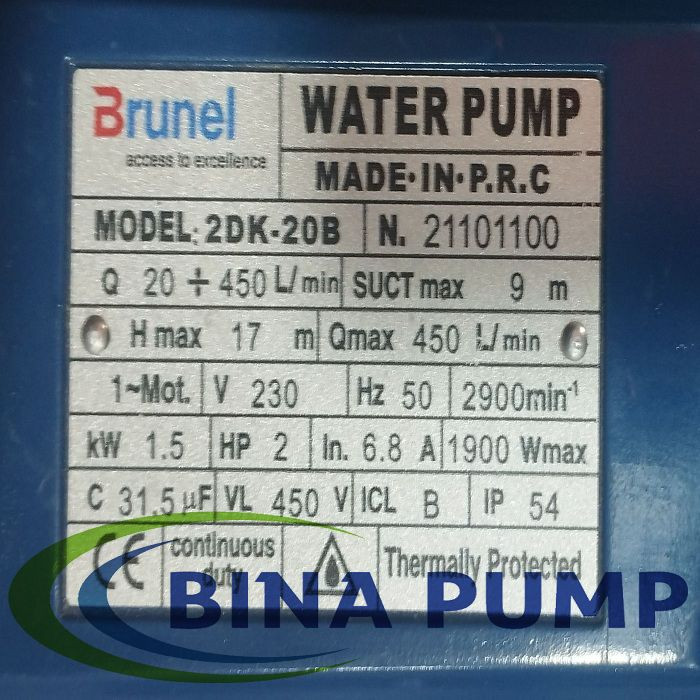 Brunel
access to excellence
WATER PUMP
MADE·IN·P.R.C
MODEL: 2DK-20B N. 21101100
Q 20 ÷ 450 L/min SUCT max 9 m
H max 17 m Qmax 450 L/min
1~Mot. V 230 Hz 50 2900min-1
kW 1.5 HP 2 In. 6.8 A 1900 Wmax
C 31.5 µF VL 450 V ICL B IP 54
CE continuous duty Thermally Protected
BINA PUMP